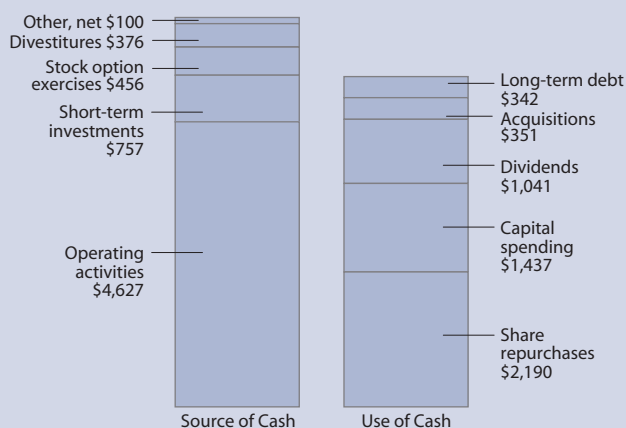 Other, net $100
Divestitures $376
Stock option
exercises $456
Short-term
investments
$757
Operating
activities
$4,627
Source of Cash
Long-term debt
$342
Acquisitions
$351
Dividends
$1,041
Capital
spending
$1,437
Share
repurchases
$2,190
Use of Cash